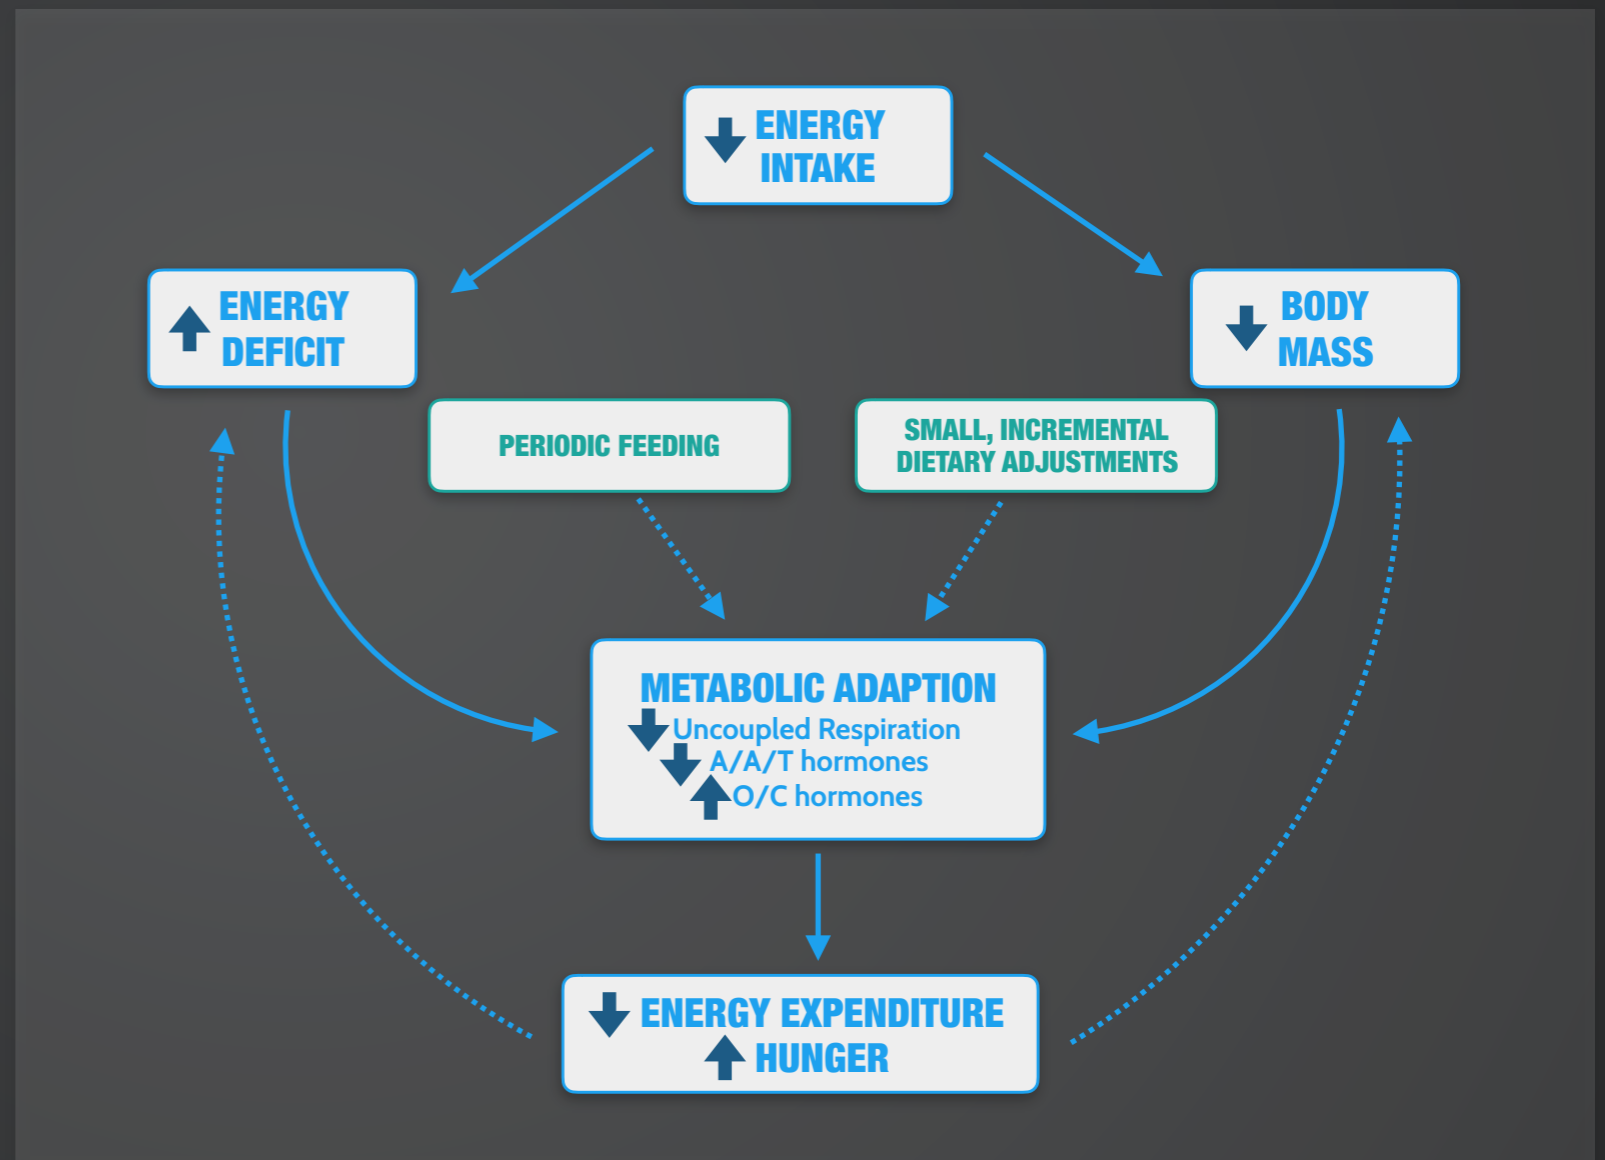 ENERGY
INTAKE
ENERGY
DEFICIT
BODY
MASS
PERIODIC FEEDING
SMALL, INCREMENTAL
DIETARY ADJUSTMENTS
METABOLIC ADAPTION
Uncoupled Respiration
A/A/T hormones
O/C hormones
ENERGY EXPENDITURE
HUNGER